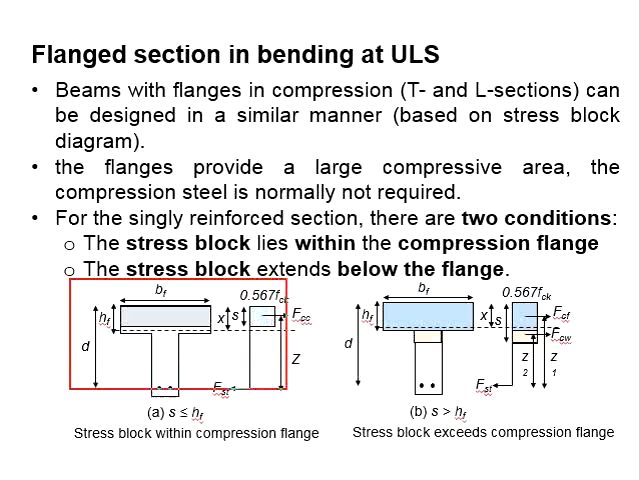 Flanged section in bending at ULS
• Beams with flanges in compression (T- and L-sections) can
be designed in a similar manner (based on stress block
diagram).
• the flanges provide a large compressive area, the
compression steel is normally not required.
• For the singly reinforced section, there are two conditions:
o The stress block lies within the compression flange
o The stress block extends below the flange.
bf 0.567fck
hf x s Fcc
d
z
Fst
(a) s ≤ hf
Stress block within compression flange
bf 0.567fck
hf x s Fcf
d Fcw
z2 z1
Fst
(b) s > hf
Stress block exceeds compression flange